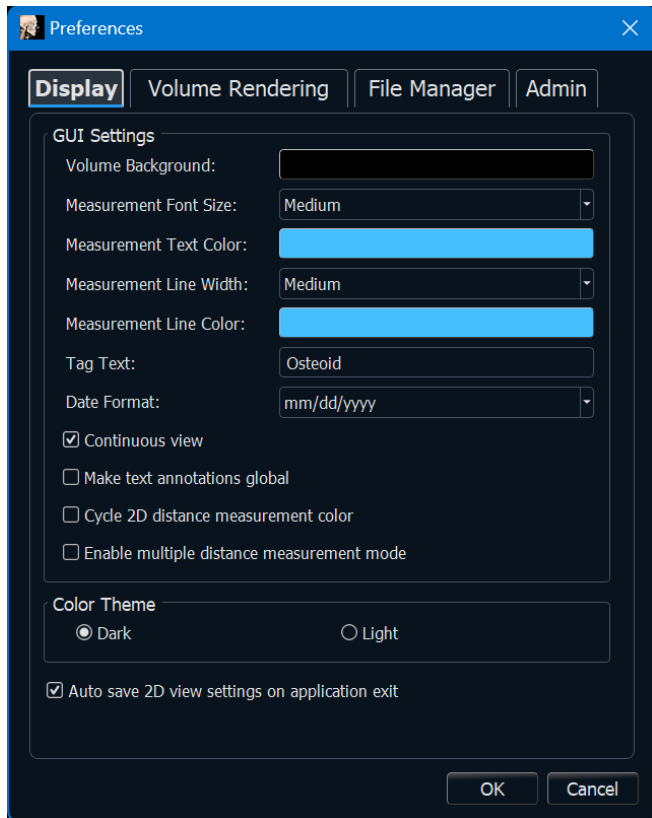 Preferences
Display Volume Rendering File Manager Admin
GUI Settings
Volume Background:
Measurement Font Size: Medium
Measurement Text Color:
Measurement Line Width: Medium
Measurement Line Color:
Tag Text: Osteoid
Date Format: mm/dd/yyyy
Continuous view
Make text annotations global
Cycle 2D distance measurement color
Enable multiple distance measurement mode
Color Theme
Dark Light
Auto save 2D view settings on application exit
OK Cancel